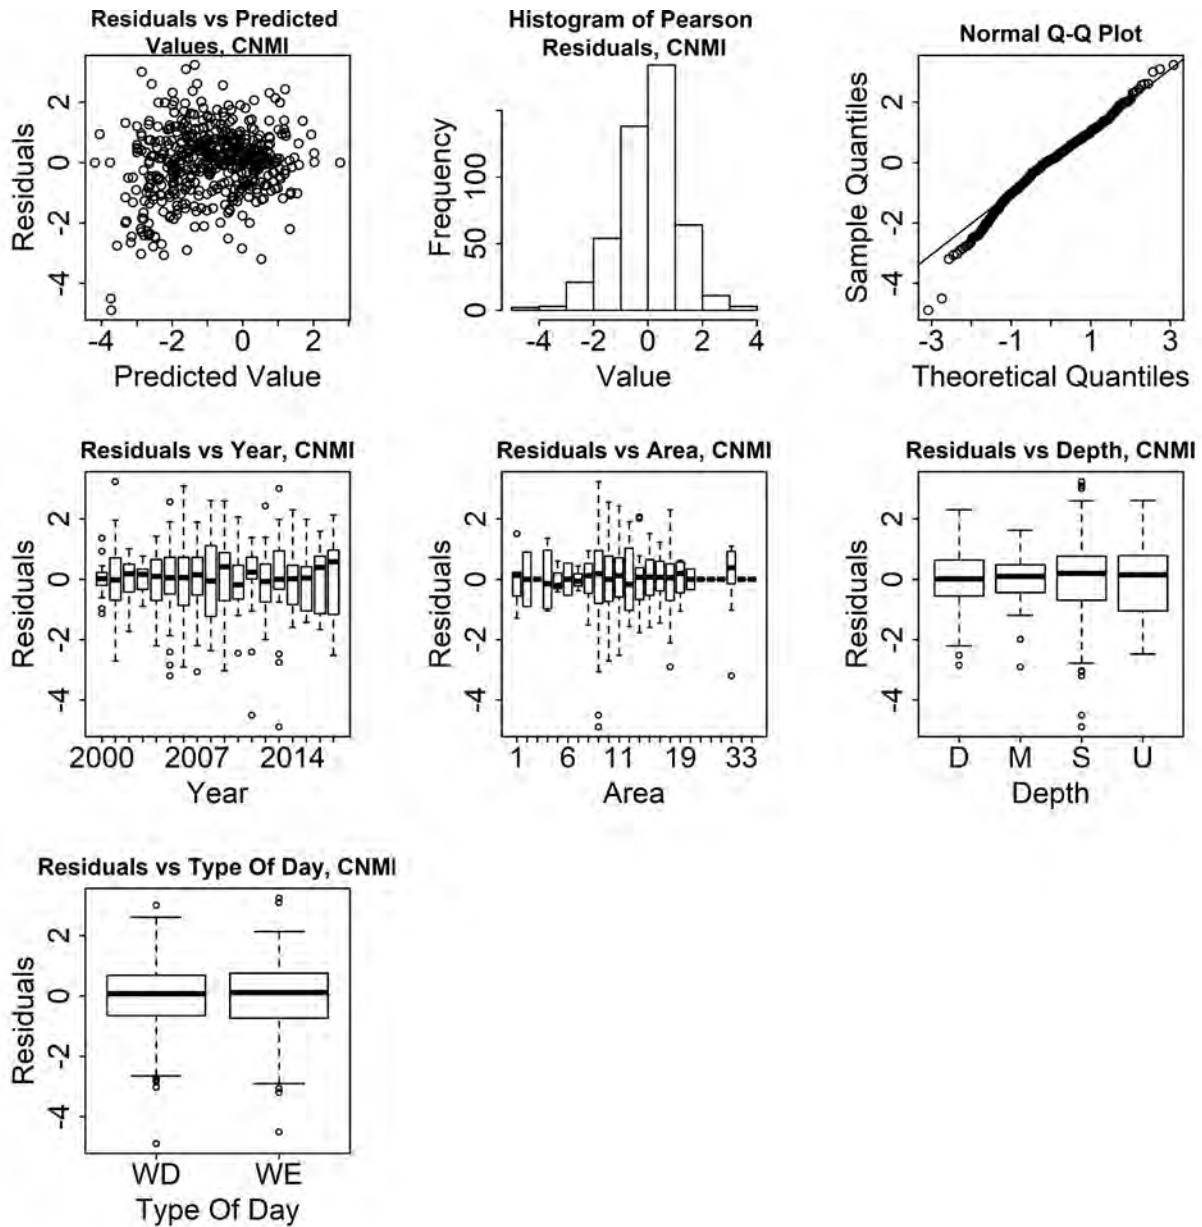 Residuals vs Predicted
Values, CNMI
Residuals
2
0
-2
-4
-4 -2 0 2
Predicted Value
Histogram of Pearson
Residuals, CNMI
Frequency
100
50
0
-4 -2 0 2 4
Value
Normal Q-Q Plot
Sample Quantiles
2
0
-2
-4
-3 -1 1 3
Theoretical Quantiles
Residuals vs Year, CNMI
Residuals
2
0
-2
-4
2000 2007 2014
Year
Residuals vs Area, CNMI
Residuals
2
0
-2
-4
1 6 11 19 33
Area
Residuals vs Depth, CNMI
Residuals
2
0
-2
-4
D M S U
Depth
Residuals vs Type Of Day, CNMI
Residuals
2
0
-2
-4
WD WE
Type Of Day